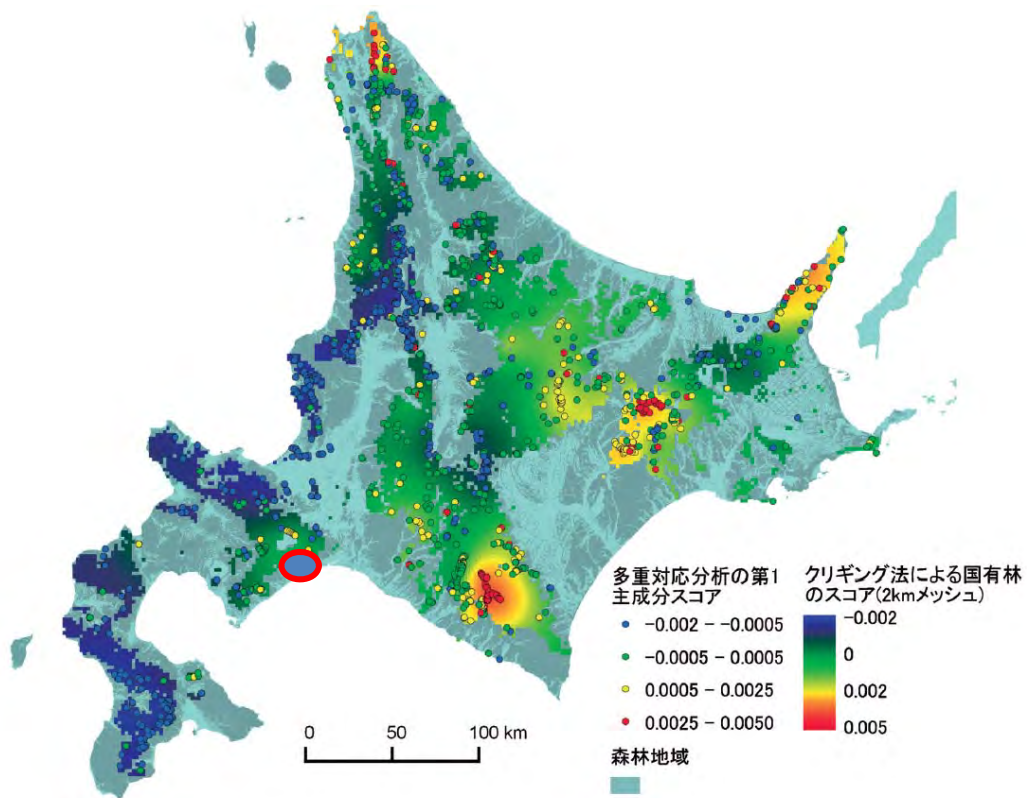 多重対応分析の第1
主成分スコア
-0.002 – -0.0005
-0.0005 – 0.0005
0.0005 – 0.0025
0.0025 – 0.0050
森林地域
クリギング法による国有林
のスコア(2kmメッシュ)
-0.002
0
0.002
0.005
0 50 100 km